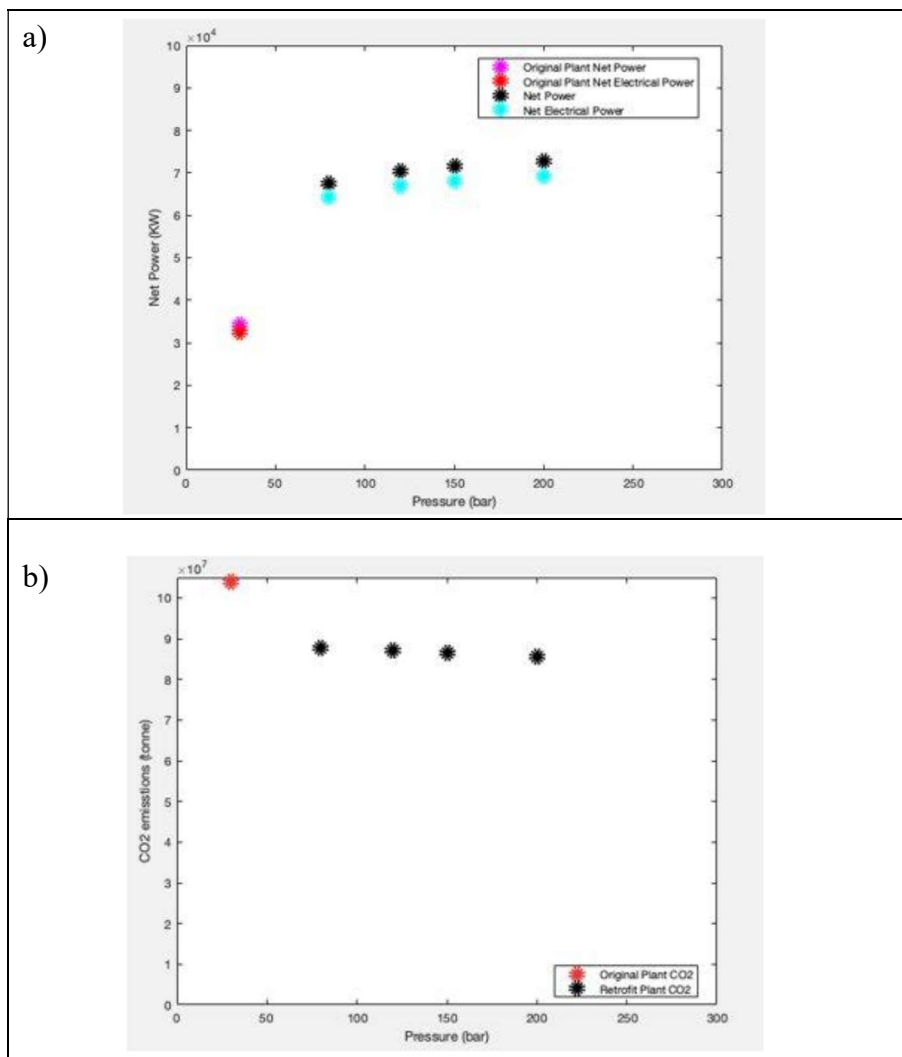 a)
×10⁴
10
9
8
7
6
5
4
3
2
1
0
Net Power (KW)
Original Plant Net Power
Original Plant Net Electrical Power
Net Power
Net Electrical Power
0 50 100 150 200 250 300
Pressure (bar)
b)
×10⁷
10
9
8
7
6
5
4
3
2
1
0
CO2 emisstions (tonne)
Original Plant CO2
Retrofit Plant CO2
0 50 100 150 200 250 300
Pressure (bar)